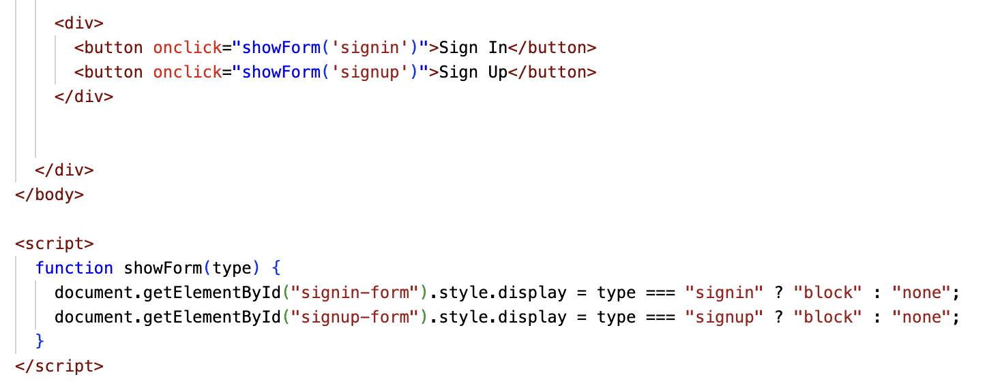 <div>
<button onclick="showForm('signin')">Sign In</button>
<button onclick="showForm('signup')">Sign Up</button>
</div>
</div>
</body>
<script>
function showForm(type) {
document.getElementById("signin-form").style.display = type === "signin" ? "block" : "none";
document.getElementById("signup-form").style.display = type === "signup" ? "block" : "none";
}
</script>